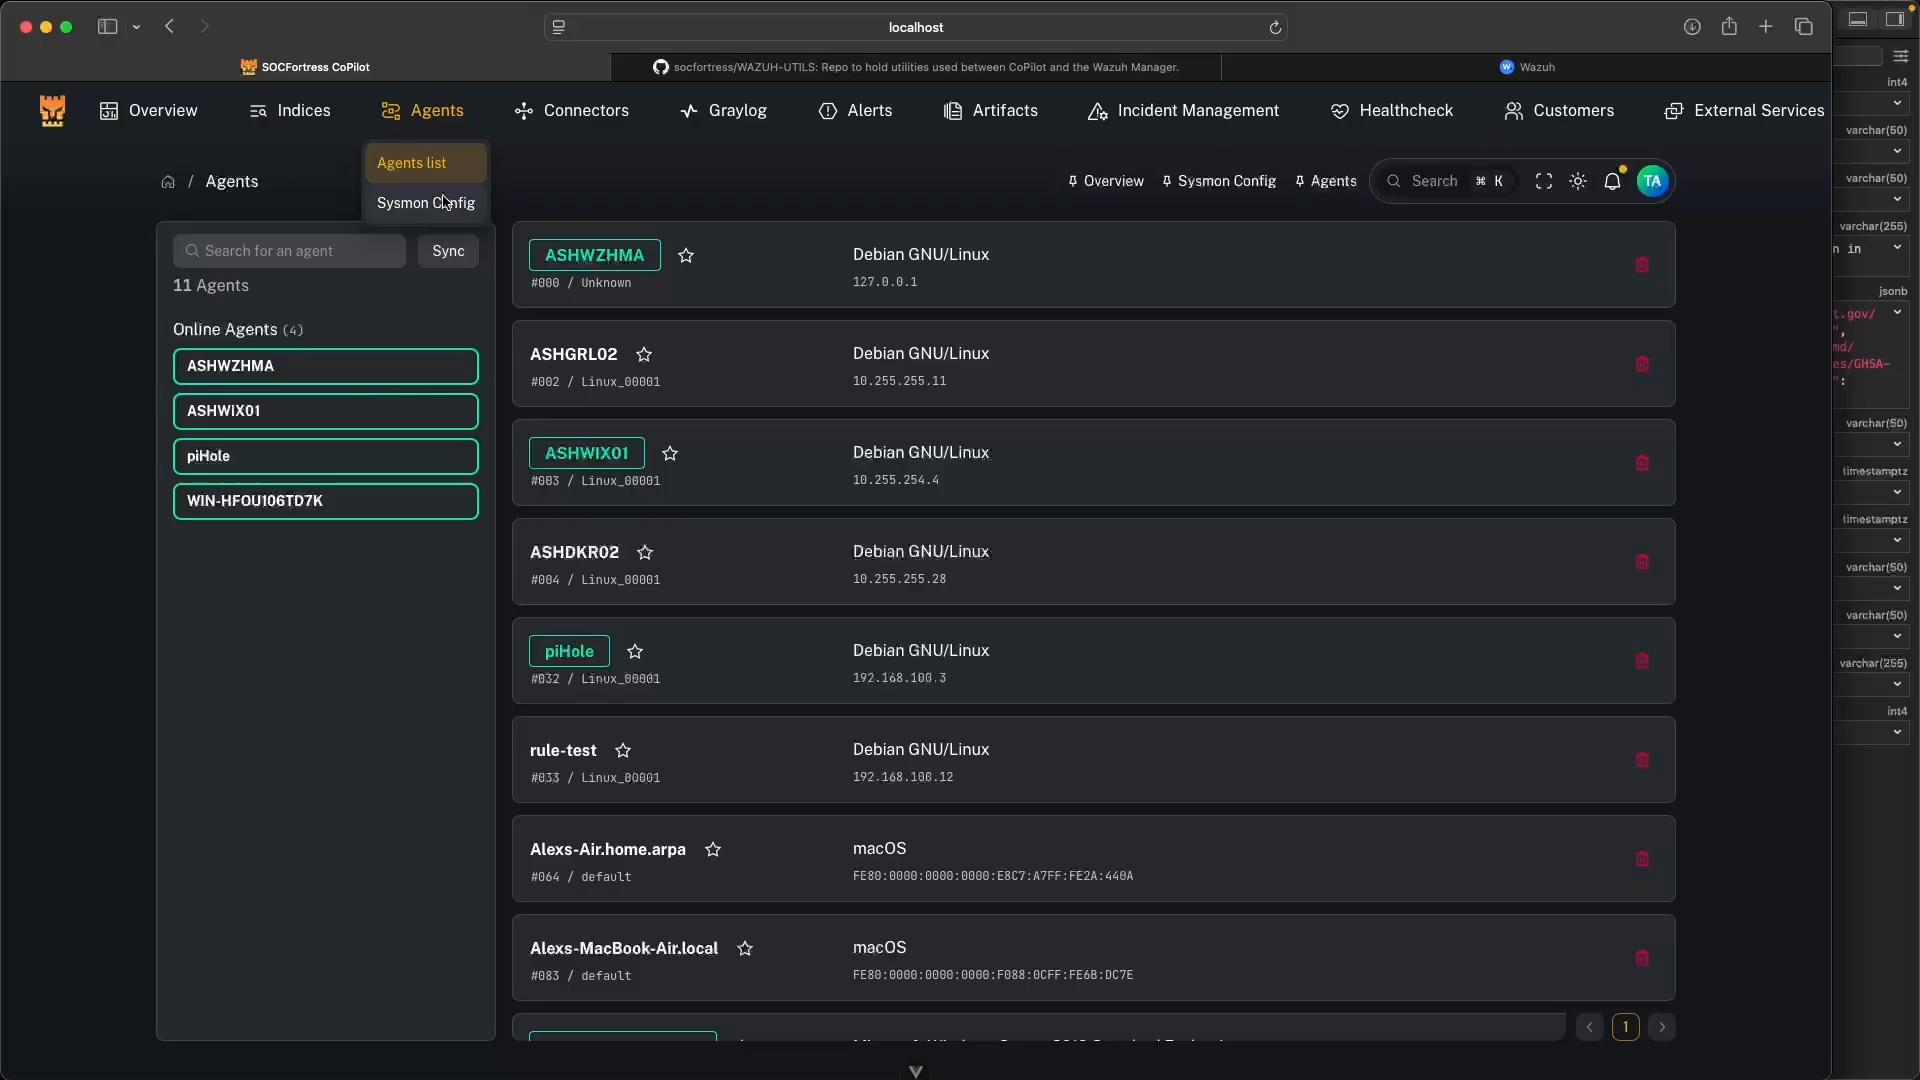 localhost
SOCFortress CoPilot
socfortress/WAZUH-UTILS: Repo to hold utilities used between CoPilot and the Wazuh Manager.
Wazuh
Overview
Indices
Agents
Connectors
Graylog
Alerts
Artifacts
Incident Management
Healthcheck
Customers
External Services
Agents list
Sysmon Config
/ Agents
Overview
Sysmon Config
Agents
Search ⌘ K
TA
Search for an agent
Sync
11 Agents
Online Agents (4)
ASHWZHMA
ASHWIX01
piHole
WIN-HFOU106TD7K
ASHWZHMA
Debian GNU/Linux
#000 / Unknown
127.0.0.1
ASHGRL02
Debian GNU/Linux
#002 / Linux_00001
10.255.255.11
ASHWIX01
Debian GNU/Linux
#003 / Linux_00001
10.255.254.4
ASHDKR02
Debian GNU/Linux
#004 / Linux_00001
10.255.255.28
piHole
Debian GNU/Linux
#032 / Linux_00001
192.168.100.3
rule-test
Debian GNU/Linux
#033 / Linux_00001
192.168.100.12
Alexs-Air.home.arpa
macOS
#064 / default
FE80:0000:0000:0000:E8C7:A7FF:FE2A:440A
Alexs-MacBook-Air.local
macOS
#083 / default
FE80:0000:0000:0000:F088:0CFF:FE6B:DC7E
1
int4
varchar(50)
varchar(50)
varchar(255)
n in
jsonb
t.gov/
",
md/
es/GHSA-
":
varchar(50)
timestamptz
timestamptz
varchar(50)
varchar(50)
varchar(255)
int4